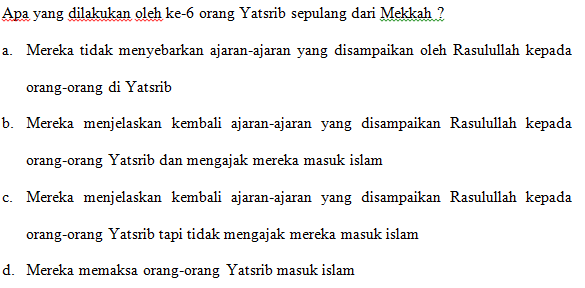 Apa yang dilakukan oleh ke-6 orang Yatsrib sepulang dari Mekkah ?
a. Mereka tidak menyebarkan ajaran-ajaran yang disampaikan oleh Rasulullah kepada
orang-orang di Yatsrib
b. Mereka menjelaskan kembali ajaran-ajaran yang disampaikan Rasulullah kepada
orang-orang Yatsrib dan mengajak mereka masuk islam
c. Mereka menjelaskan kembali ajaran-ajaran yang disampaikan Rasulullah kepada
orang-orang Yatsrib tapi tidak mengajak mereka masuk islam
d. Mereka memaksa orang-orang Yatsrib masuk islam